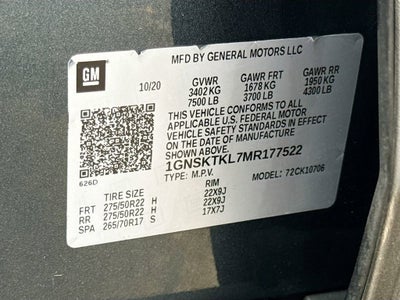 GM
MFD BY GENERAL MOTORS LLC
10/20 GVWR GAWR FRT GAWR RR
3402 KG 1678 KG 1950 KG
7500 LB 3700 LB 4300 LB
THIS VEHICLE CONFORMS TO ALL
APPLICABLE U.S. FEDERAL MOTOR
VEHICLE SAFETY STANDARDS IN EFFECT
ON THE DATE OF MANUFACTURE SHOWN ABOVE.
1GNSKTKL7MR177522
626D TYPE: M.P.V. MODEL: 72CK10706
TIRE SIZE RIM
FRT 275/50R22 H 22X9J
RR 275/50R22 H 22X9J
SPA 265/70R17 S 17X7J